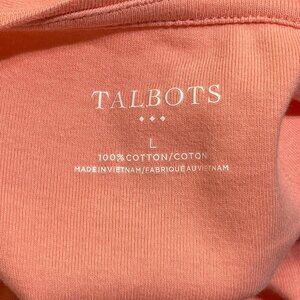 TALBOTS
L
100% COTTON/COTON
MADE IN VIETNAM/FABRIQUÉ AU VIETNAM